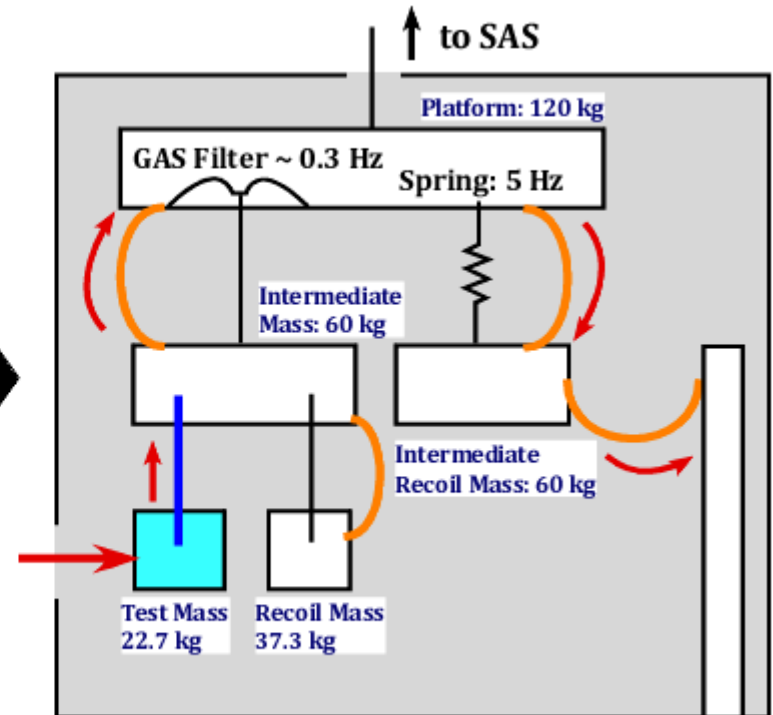 to SAS
Platform: 120 kg
GAS Filter ~ 0.3 Hz
Spring: 5 Hz
Intermediate
Mass: 60 kg
Intermediate
Recoil Mass: 60 kg
Test Mass
22.7 kg
Recoil Mass
37.3 kg